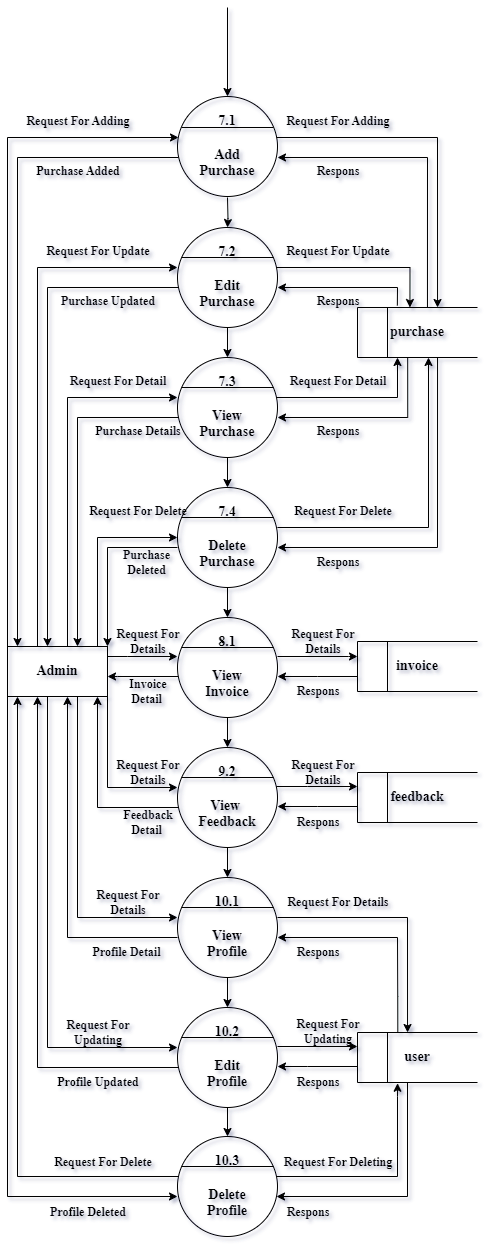 7.1
Request For Adding
Request For Adding
Add
Purchase
Purchase Added
Respons
7.2
Request For Update
Request For Update
Edit
Purchase
Purchase Updated
Respons
purchase
7.3
Request For Detail
Request For Detail
View
Purchase
Purchase Details
Respons
7.4
Request For Delete
Request For Delete
Delete
Purchase
Purchase
Deleted
Respons
Admin
Request For
Details
8.1
Request For
Details
View
Invoice
invoice
Invoice
Detail
Respons
Request For
Details
9.2
Request For
Details
View
Feedback
feedback
Feedback
Detail
Respons
10.1
Request For
Details
Request For Details
View
Profile
Profile Detail
Respons
10.2
Request For
Updating
Request For
Updating
Edit
Profile
user
Profile Updated
Respons
10.3
Request For Delete
Request For Deleting
Delete
Profile
Profile Deleted
Respons